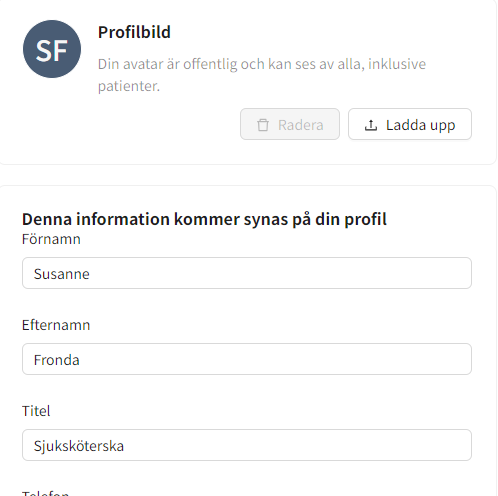 SF
Profilbild
Din avatar är offentlig och kan ses av alla, inklusive
patienter.
Radera
Ladda upp
Denna information kommer synas på din profil
Förnamn
Susanne
Efternamn
Fronda
Titel
Sjuksköterska
Telefon